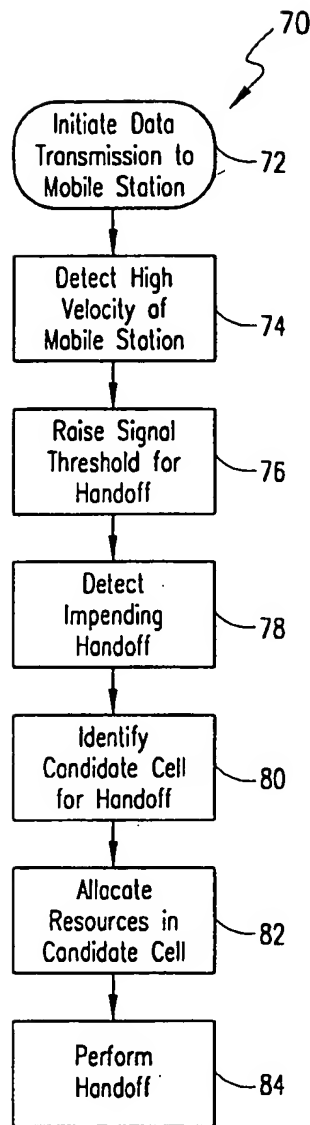 70
Initiate Data
Transmission to
Mobile Station
72
Detect High
Velocity of
Mobile Station
74
Raise Signal
Threshold for
Handoff
76
Detect
Impending
Handoff
78
Identify
Candidate Cell
for Handoff
80
Allacate
Resources in
Candidate Cell
82
Perform
Handoff
84